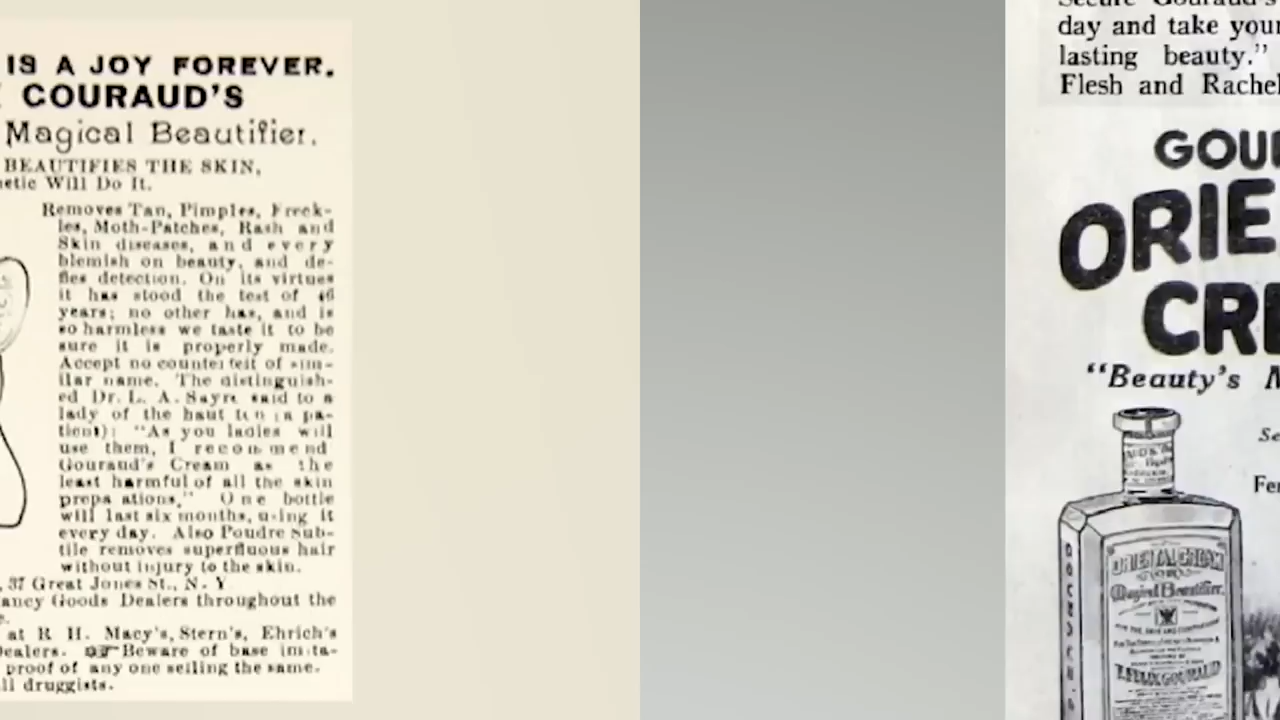 IS A JOY FOREVER.
GOURAUD'S
Magical Beautifier.
BEAUTIFIES THE SKIN,
Will Do It.
Removes Tan, Pimples, Freck-
les, Moth-Patches, Rash and
Skin diseases, and every
blemish on beauty, and de-
fies detection. On its virtues
it has stood the test of 46
years; no other has, and is
so harmless we taste it to be
sure it is properly made.
Accept no counterfeit of sim-
ilar name. The distinguish-
ed Dr. L. A. Sayre said to a
lady of the haut ton (a pa-
tient): "As you ladies will
use them, I recommend
Gouraud's Cream as the
least harmful of all the skin
preparations." One bottle
will last six months, using it
every day. Also Poudre Sub-
tile removes superfluous hair
without injury to the skin.
, 37 Great Jones St., N. Y
ancy Goods Dealers throughout the
at R H. Macy's, Stern's, Ehrich's
Dealers. Beware of base imita-
proof of any one selling the same.
druggists.
day and take your
lasting beauty."
Flesh and Rachel
GOU
ORIE
CRE
"Beauty's M
Se
Fer
ORIENTAL CREAM
OR
Magical Beautifier.
T. FELIX GOURAUD